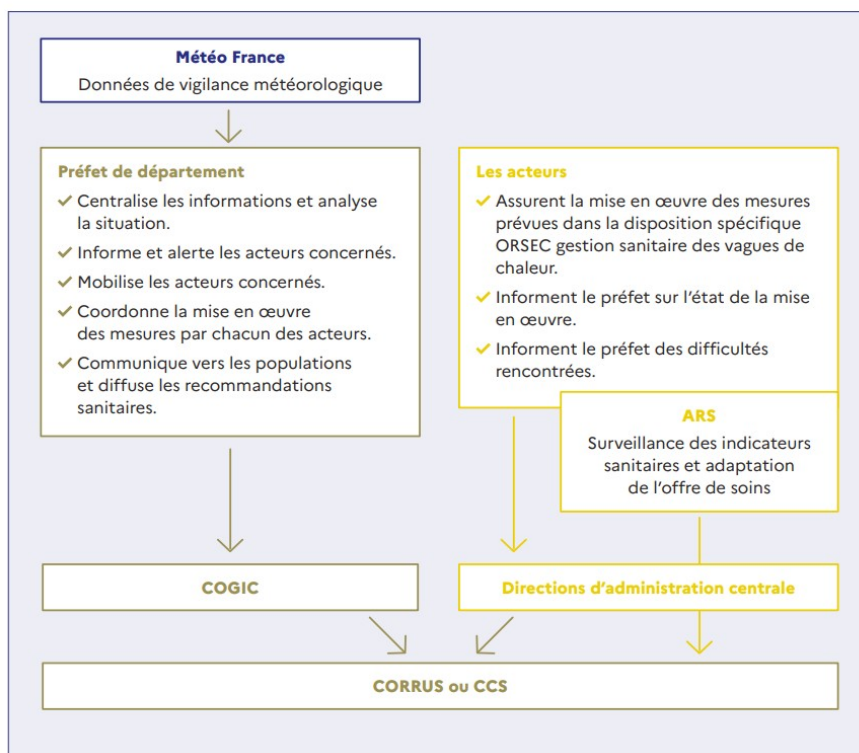 Météo France
Données de vigilance météorologique
Préfet de département
✓ Centralise les informations et analyse
la situation.
✓ Informe et alerte les acteurs concernés.
✓ Mobilise les acteurs concernés.
✓ Coordonne la mise en œuvre
des mesures par chacun des acteurs.
✓ Communique vers les populations
et diffuse les recommandations
sanitaires.
Les acteurs
✓ Assurent la mise en œuvre des mesures
prévues dans la disposition spécifique
ORSEC gestion sanitaire des vagues de
chaleur.
✓ Informent le préfet sur l’état de la mise
en œuvre.
✓ Informent le préfet des difficultés
rencontrées.
ARS
Surveillance des indicateurs
sanitaires et adaptation
de l’offre de soins
COGIC
Directions d’administration centrale
CORRUS ou CCS